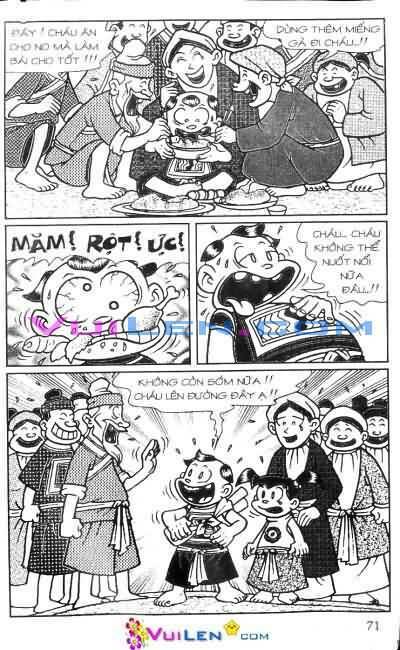 ĐÂY! CHÁU ĂN
CHO NO MÀ LÀM
BÀI CHO TỐT!!!
DÙNG THÊM MIẾNG
GÀ ĐI CHÁU..!!
MĂM! RỘT! ỰC!
CHÁU... CHÁU
KHÔNG THỂ
NUỐT NỔI
NỮA
ĐÂU..!!
VUILEN.COM
KHÔNG CÒN SỚM NỮA!!
CHÁU LÊN ĐƯỜNG ĐÂY Ạ!!
71
VUILEN.COM